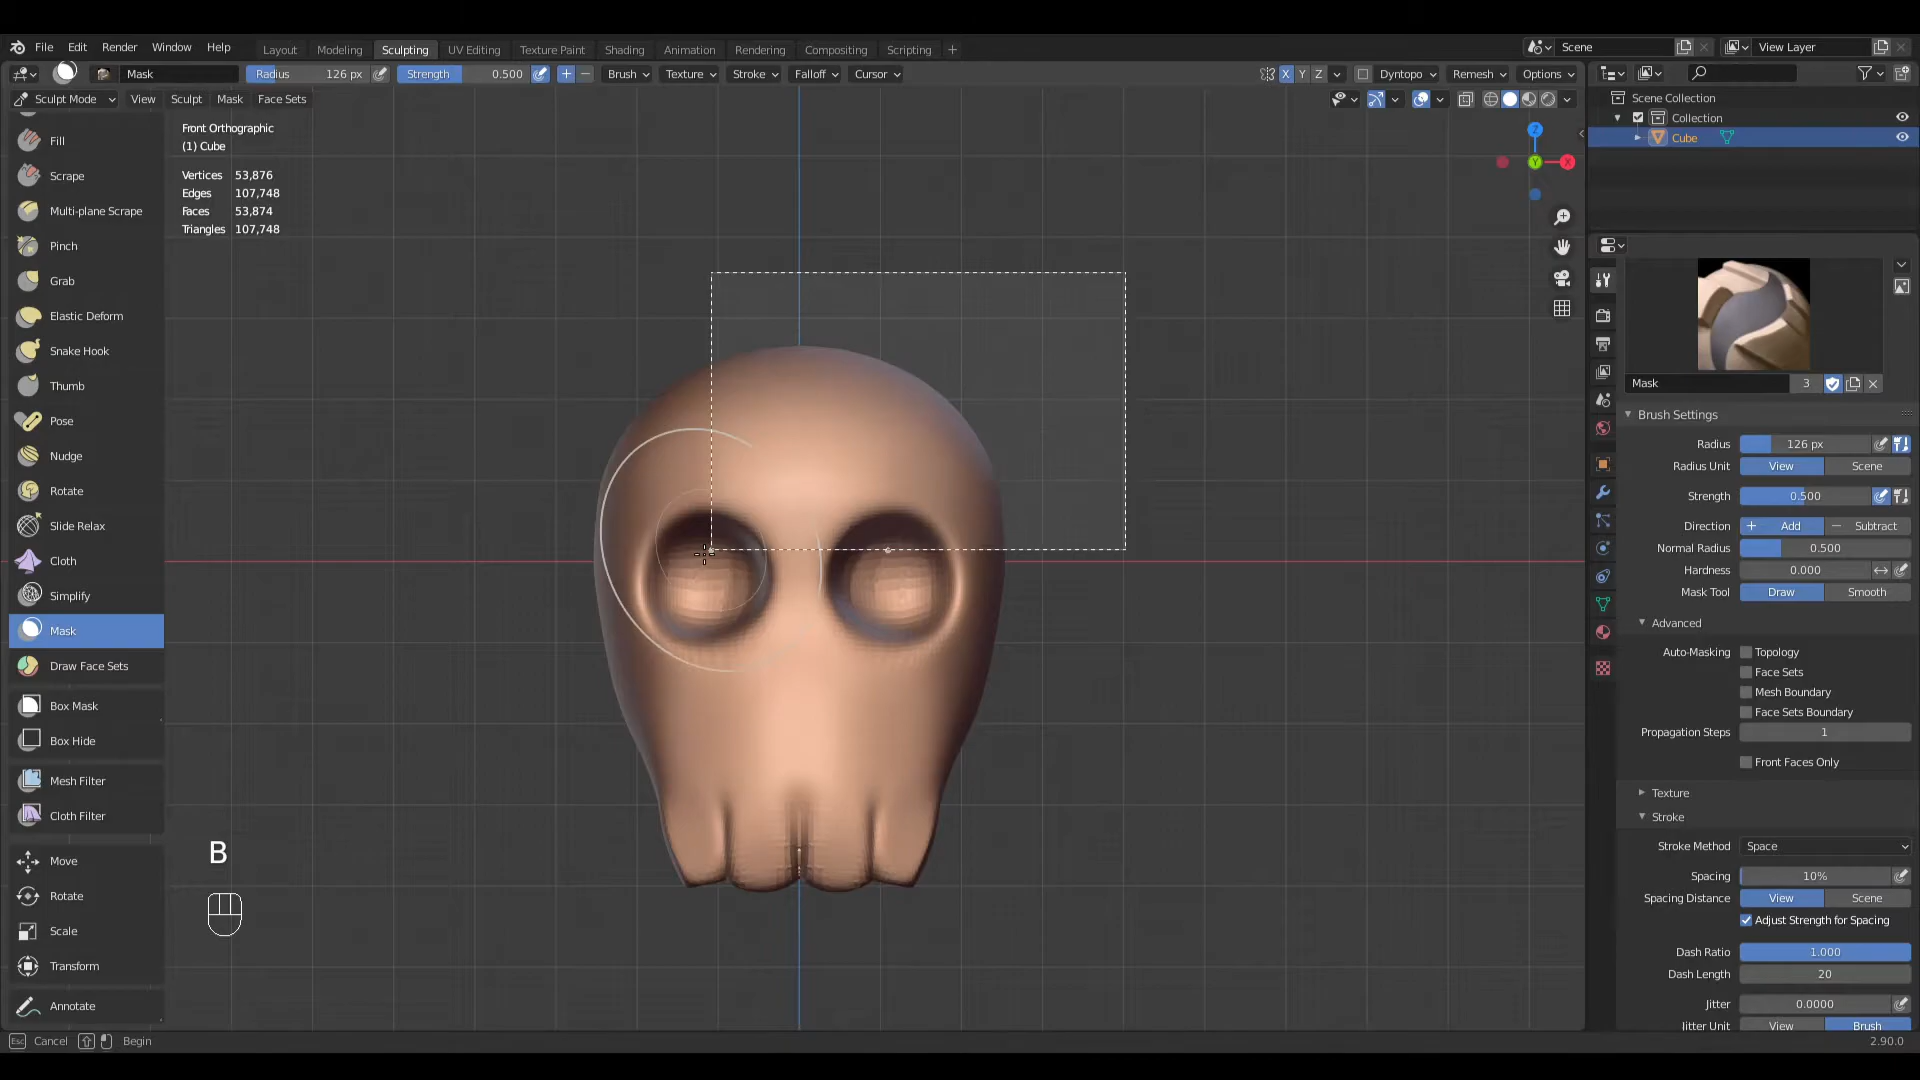 File Edit Render Window Help
Layout Modeling Sculpting UV Editing Texture Paint Shading Animation Rendering Compositing Scripting +
Scene
View Layer
Mask
Radius 126 px
Strength 0.500
+ −
Brush Texture Stroke Falloff Cursor
X Y Z
Dyntopo Remesh Options
Sculpt Mode View Sculpt Mask Face Sets
Front Orthographic
(1) Cube
Vertices 53,876
Edges 107,748
Faces 53,874
Triangles 107,748
Fill
Scrape
Multi-plane Scrape
Pinch
Grab
Elastic Deform
Snake Hook
Thumb
Pose
Nudge
Rotate
Slide Relax
Cloth
Simplify
Mask
Draw Face Sets
Box Mask
Box Hide
Mesh Filter
Cloth Filter
Move
Rotate
Scale
Transform
Annotate
B
Z
Y
X
Scene Collection
Collection
Cube
Mask 3
Brush Settings
Radius 126 px
Radius Unit View Scene
Strength 0.500
Direction + Add − Subtract
Normal Radius 0.500
Hardness 0.000
Mask Tool Draw Smooth
Advanced
Auto-Masking Topology
Face Sets
Mesh Boundary
Face Sets Boundary
Propagation Steps 1
Front Faces Only
Texture
Stroke
Stroke Method Space
Spacing 10%
Spacing Distance View Scene
Adjust Strength for Spacing
Dash Ratio 1.000
Dash Length 20
Jitter 0.0000
Jitter Unit View Brush
Esc Cancel Begin
2.90.0